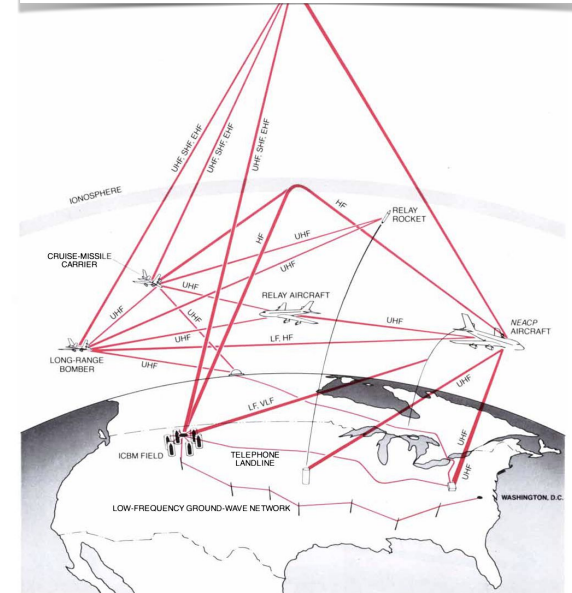 UHF. SHF. EHF
UHF. SHF. EHF
UHF. SHF. EHF
IONOSPHERE
HF
RELAY
ROCKET
HF
UHF
CRUISE-MISSILE
CARRIER
UHF
UHF
RELAY AIRCRAFT
UHF
UHF
UHF
NEACP
AIRCRAFT
UHF
LF. HF
LONG-RANGE
BOMBER
UHF
UHF
LF. VLF
UHF
ICBM FIELD
TELEPHONE
LANDLINE
UHF
WASHINGTON, D.C.
LOW-FREQUENCY GROUND-WAVE NETWORK